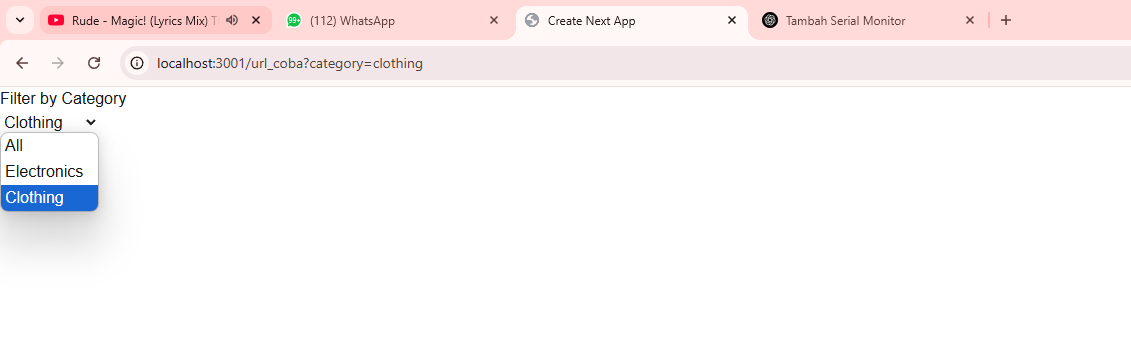 Rude - Magic! (Lyrics Mix) T
99+
(112) WhatsApp
Create Next App
Tambah Serial Monitor
localhost:3001/url_coba?category=clothing
Filter by Category
Clothing
All
Electronics
Clothing